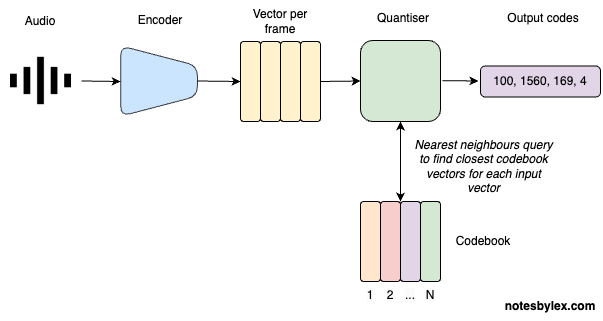 Audio
Encoder
Vector per
frame
Quantiser
Output codes
100, 1560, 169, 4
Nearest neighbours query
to find closest codebook
vectors for each input
vector
Codebook
1 2 ... N
notesbylex.com